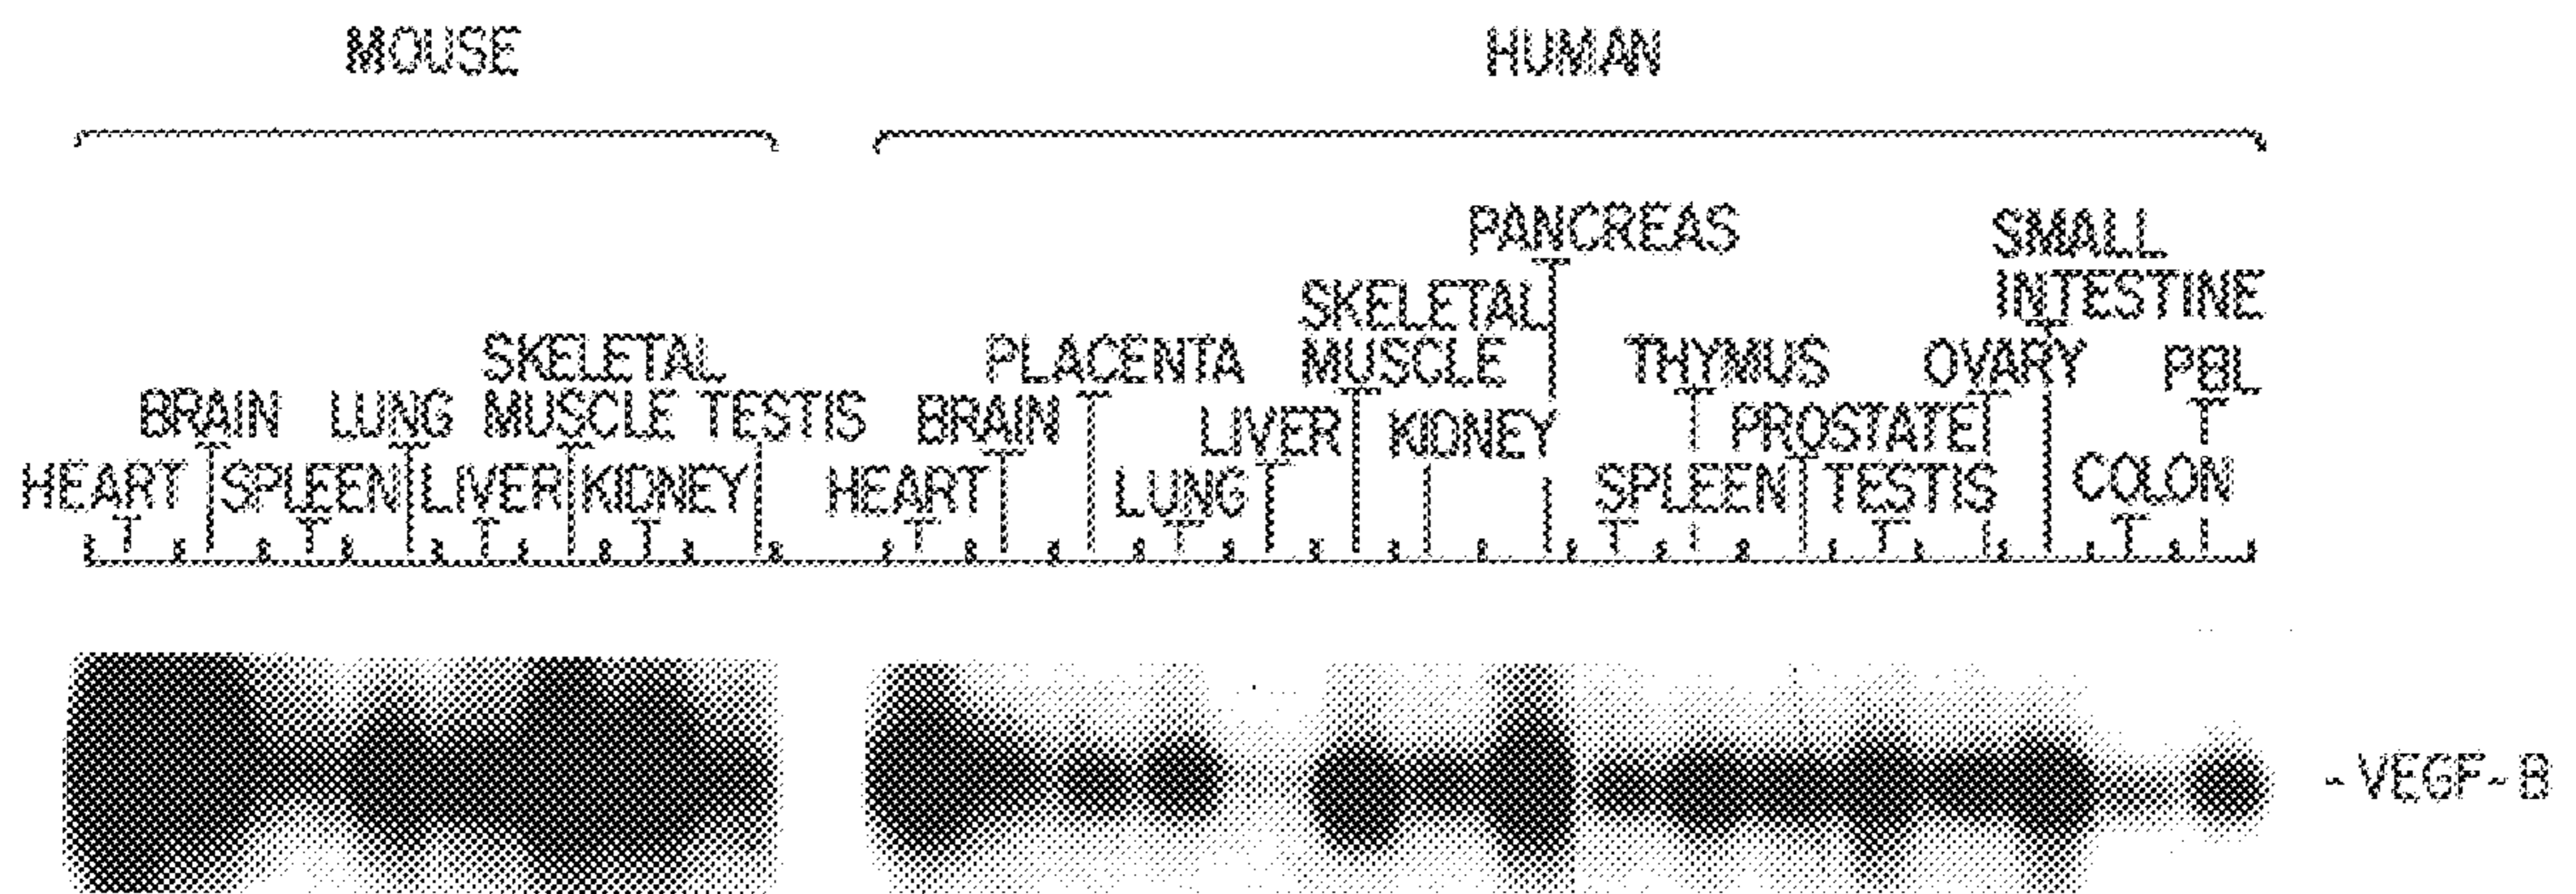 MOUSE HUMAN
PANCREAS SMALL
INTESTINE
SKELETAL
SKELETAL PLACENTA MUSCLE THYMUS OVARY PBL
BRAIN LUNG MUSCLE TESTIS BRAIN LIVER KIDNEY PROSTATE
HEART SPLEEN LIVER KIDNEY HEART LUNG SPLEEN TESTIS COLON
- VEGF-B